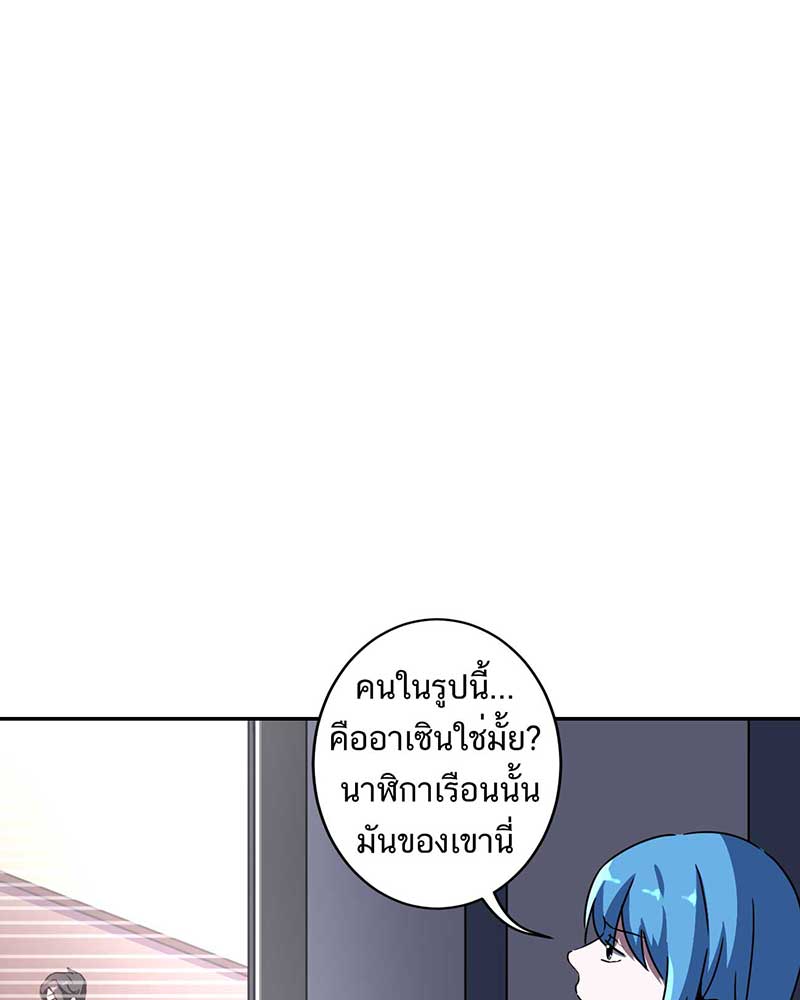 คนในรูปนี้...
คืออาเซินใช่มั้ย?
นาฬิกาเรือนนั้น
มันของเขานี่